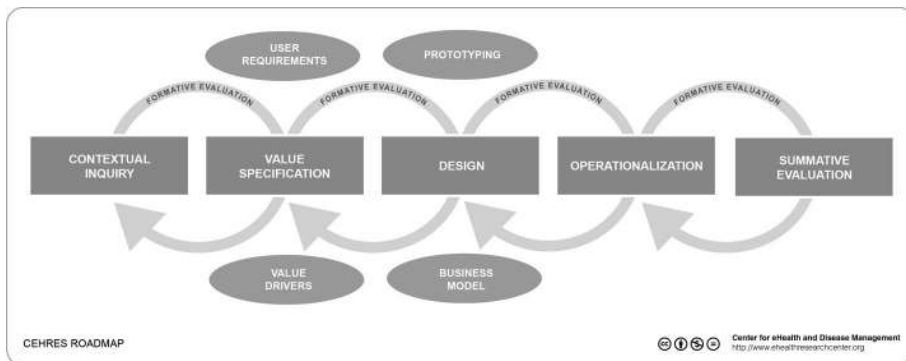 USER
REQUIREMENTS
PROTOTYPING
FORMATIVE EVALUATION
FORMATIVE EVALUATION
FORMATIVE EVALUATION
FORMATIVE EVALUATION
CONTEXTUAL
INQUIRY
VALUE
SPECIFICATION
DESIGN
OPERATIONALIZATION
SUMMATIVE
EVALUATION
VALUE
DRIVERS
BUSINESS
MODEL
CEHRES ROADMAP
cc
Center for eHealth and Disease Management
http://www.ehealthresearchcenter.org